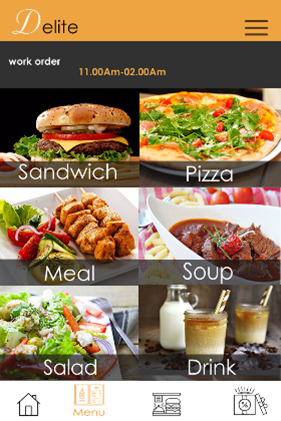 Delite
work order
11.00Am-02.00Am
Sandwich
Pizza
Meal
Soup
Salad
Drink
Menu